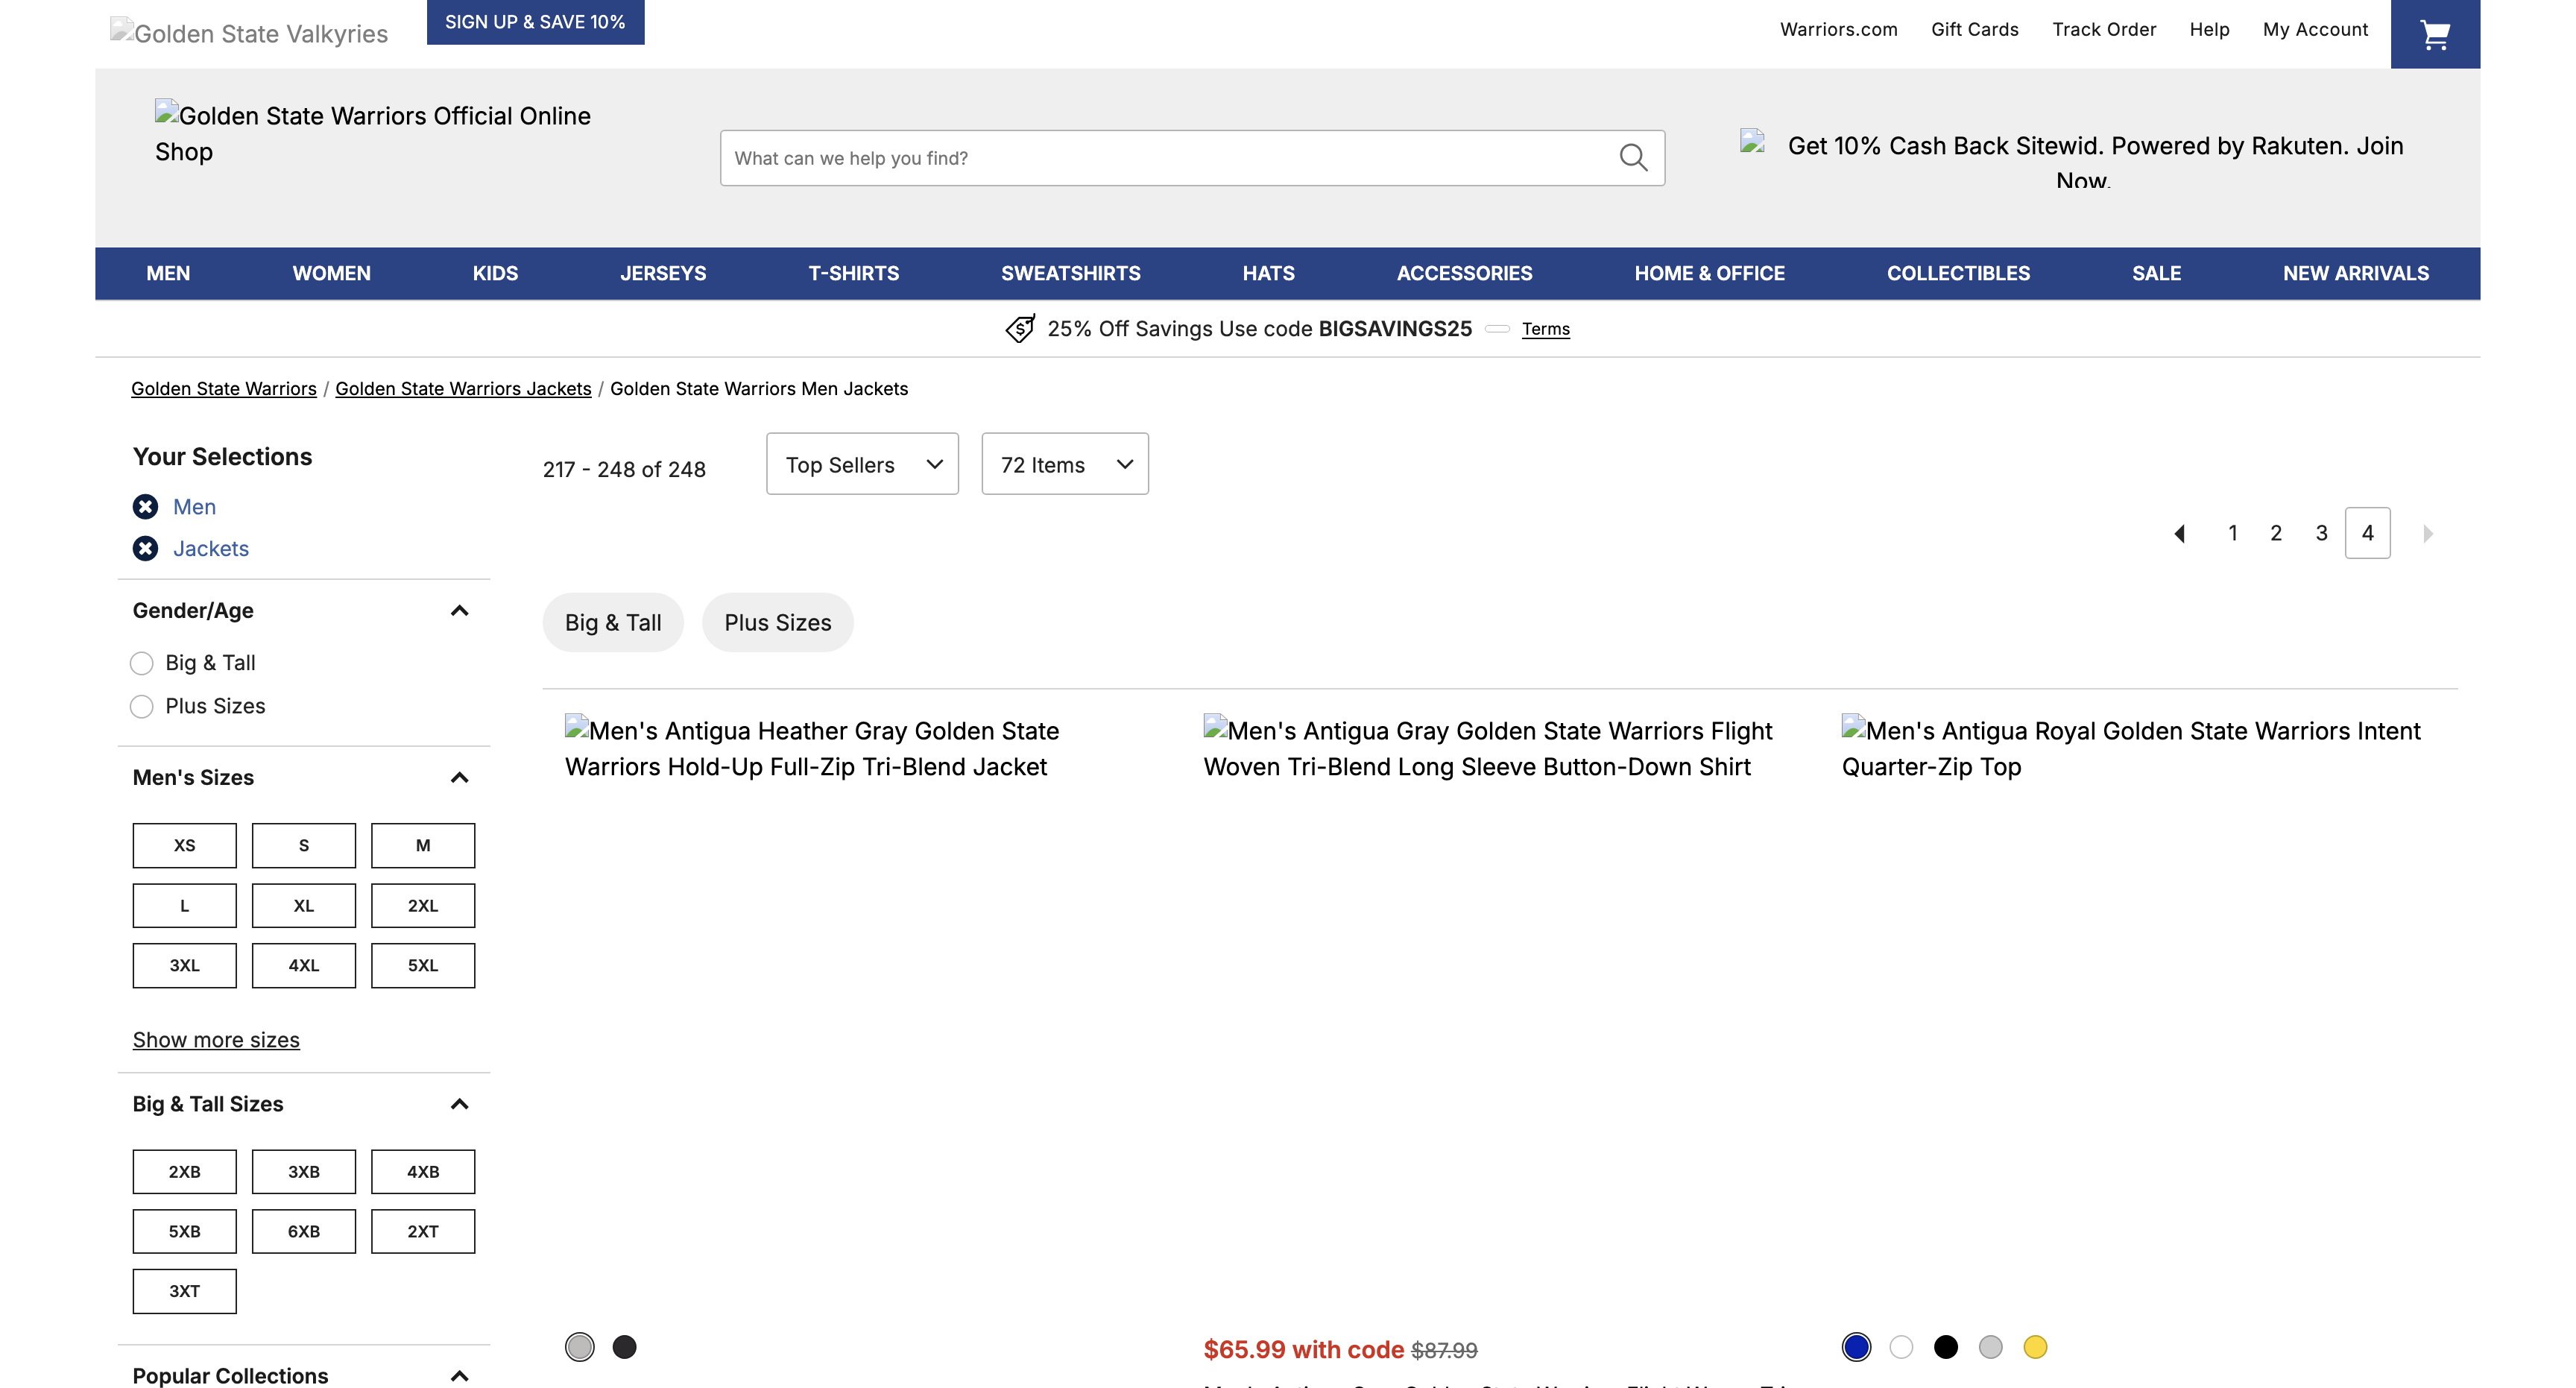 Golden State Valkyries
SIGN UP & SAVE 10%
Warriors.com
Gift Cards
Track Order
Help
My Account
Golden State Warriors Official Online
Shop
What can we help you find?
Get 10% Cash Back Sitewid. Powered by Rakuten. Join
Now.
MEN
WOMEN
KIDS
JERSEYS
T-SHIRTS
SWEATSHIRTS
HATS
ACCESSORIES
HOME & OFFICE
COLLECTIBLES
SALE
NEW ARRIVALS
25% Off Savings Use code BIGSAVINGS25
Terms
Golden State Warriors / Golden State Warriors Jackets / Golden State Warriors Men Jackets
Your Selections
Men
Jackets
Gender/Age
Big & Tall
Plus Sizes
Men's Sizes
XS
S
M
L
XL
2XL
3XL
4XL
5XL
Show more sizes
Big & Tall Sizes
2XB
3XB
4XB
5XB
6XB
2XT
3XT
Popular Collections
217 - 248 of 248
Top Sellers
72 Items
1
2
3
4
Big & Tall
Plus Sizes
Men's Antigua Heather Gray Golden State
Warriors Hold-Up Full-Zip Tri-Blend Jacket
Men's Antigua Gray Golden State Warriors Flight
Woven Tri-Blend Long Sleeve Button-Down Shirt
$65.99 with code $87.99
Men's Antigua Royal Golden State Warriors Intent
Quarter-Zip Top